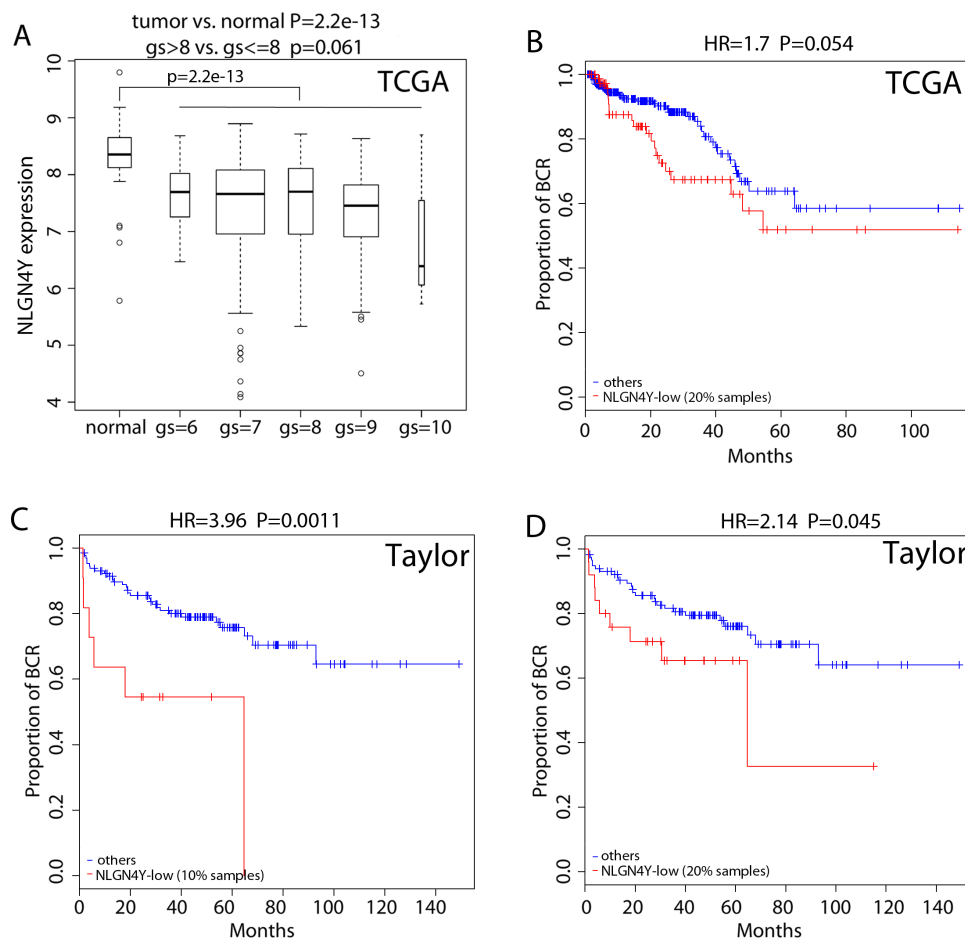 A
tumor vs. normal P=2.2e-13
gs>8 vs. gs<=8 p=0.061
p=2.2e-13
TCGA
NLGN4Y expression
10
9
8
7
6
5
4
normal gs=6 gs=7 gs=8 gs=9 gs=10
B
HR=1.7 P=0.054
TCGA
Proportion of BCR
1.0
0.8
0.6
0.4
0.2
0.0
others
NLGN4Y-low (20% samples)
0 20 40 60 80 100
Months
C
HR=3.96 P=0.0011
Taylor
Proportion of BCR
1.0
0.8
0.6
0.4
0.2
0.0
others
NLGN4Y-low (10% samples)
0 20 40 60 80 100 120 140
Months
D
HR=2.14 P=0.045
Taylor
Proportion of BCR
1.0
0.8
0.6
0.4
0.2
0.0
others
NLGN4Y-low (20% samples)
0 20 40 60 80 100 120 140
Months